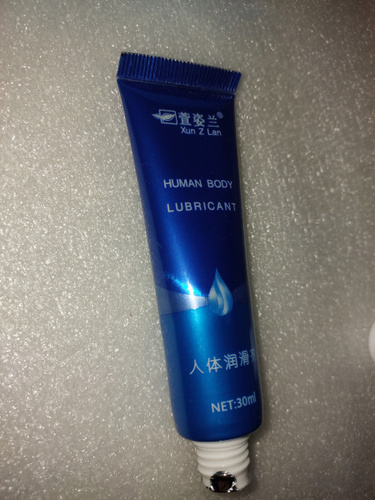 萱姿兰®
Xun Z Lan
HUMAN BODY
LUBRICANT
人体润滑
NET:30ml